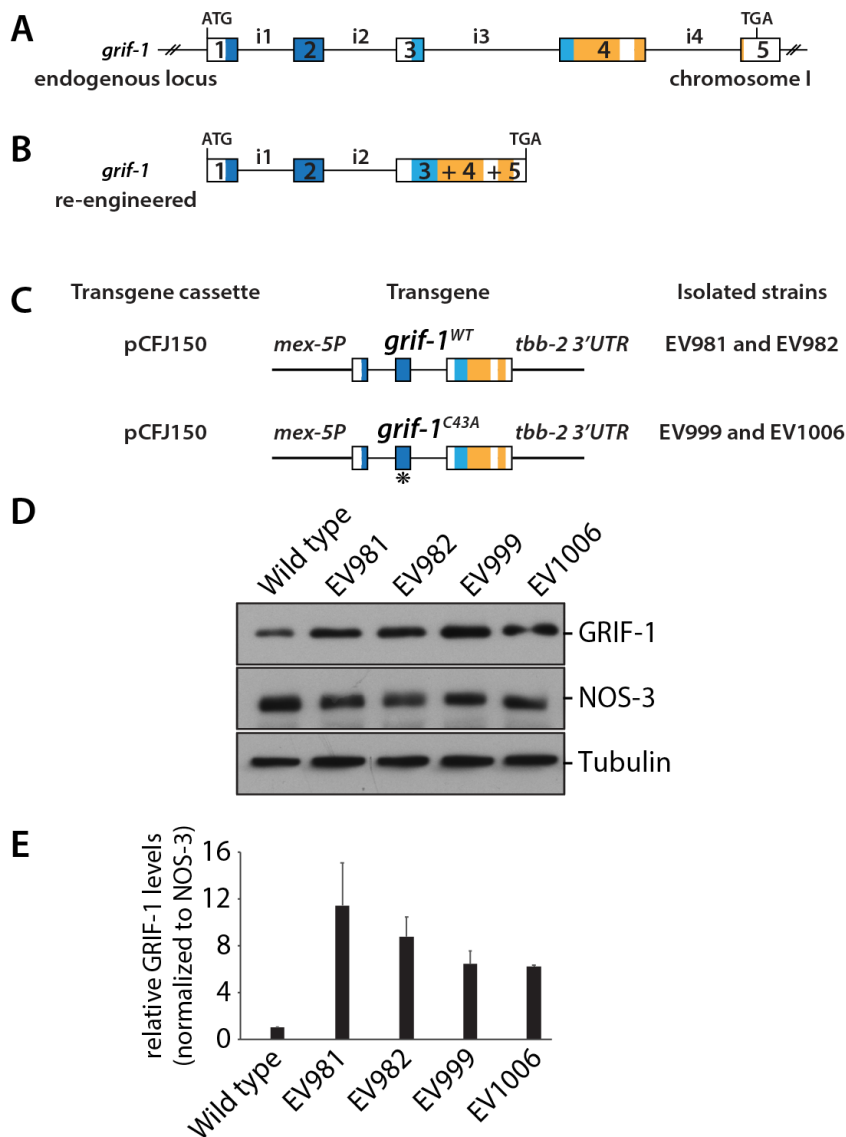 A
ATG
TGA
i1
i2
i3
i4
grif-1
1
2
3
4
5
endogenous locus
chromosome I
B
ATG
TGA
i1
i2
grif-1
1
2
3 + 4 + 5
re-engineered
C
Transgene cassette
Transgene
Isolated strains
pCFJ150
mex-5P
grif-1WT
tbb-2 3’UTR
EV981 and EV982
pCFJ150
mex-5P
grif-1C43A
tbb-2 3’UTR
EV999 and EV1006
*
D
Wild type
EV981
EV982
EV999
EV1006
GRIF-1
NOS-3
Tubulin
E
relative GRIF-1 levels
(normalized to NOS-3)
16
12
8
4
0
Wild type
EV981
EV982
EV999
EV1006